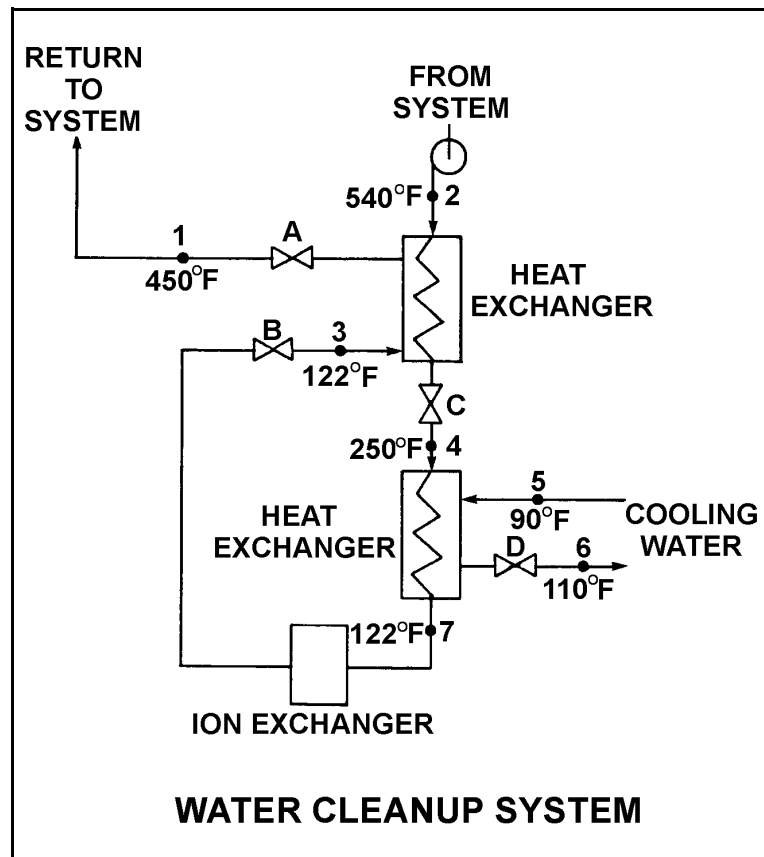 RETURN
TO
SYSTEM
FROM
SYSTEM
540°F 2
1
A
450°F
HEAT
EXCHANGER
B
3
122°F
C
250°F 4
HEAT
EXCHANGER
5
90°F
COOLING
WATER
D
6
110°F
122°F 7
ION EXCHANGER
WATER CLEANUP SYSTEM